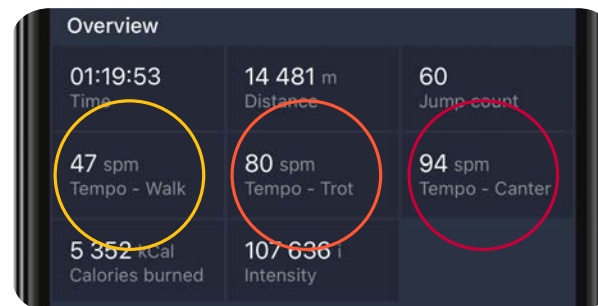 Overview
01:19:53 14 481 m 60
Time Distance Jump count
47 spm 80 spm 94 spm
Tempo - Walk Tempo - Trot Tempo - Canter
5 352 kCal 107 636 i
Calories burned Intensity